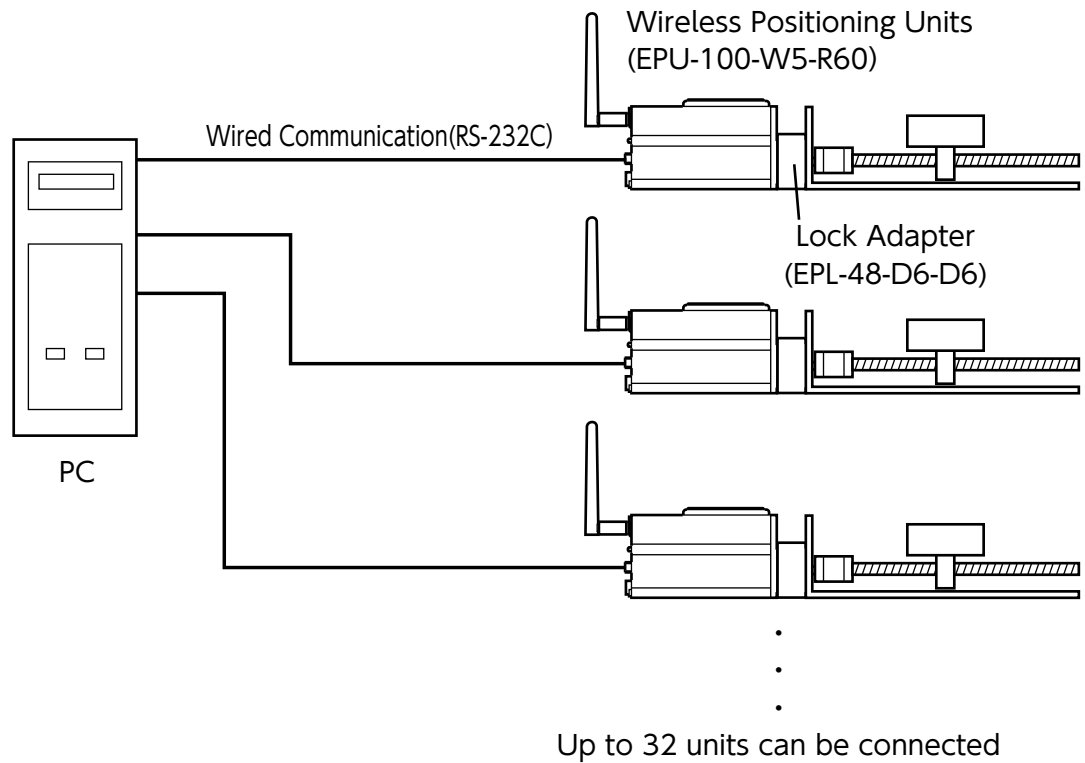 Wireless Positioning Units
(EPU-100-W5-R60)
Wired Communication(RS-232C)
Lock Adapter
(EPL-48-D6-D6)
PC
Up to 32 units can be connected